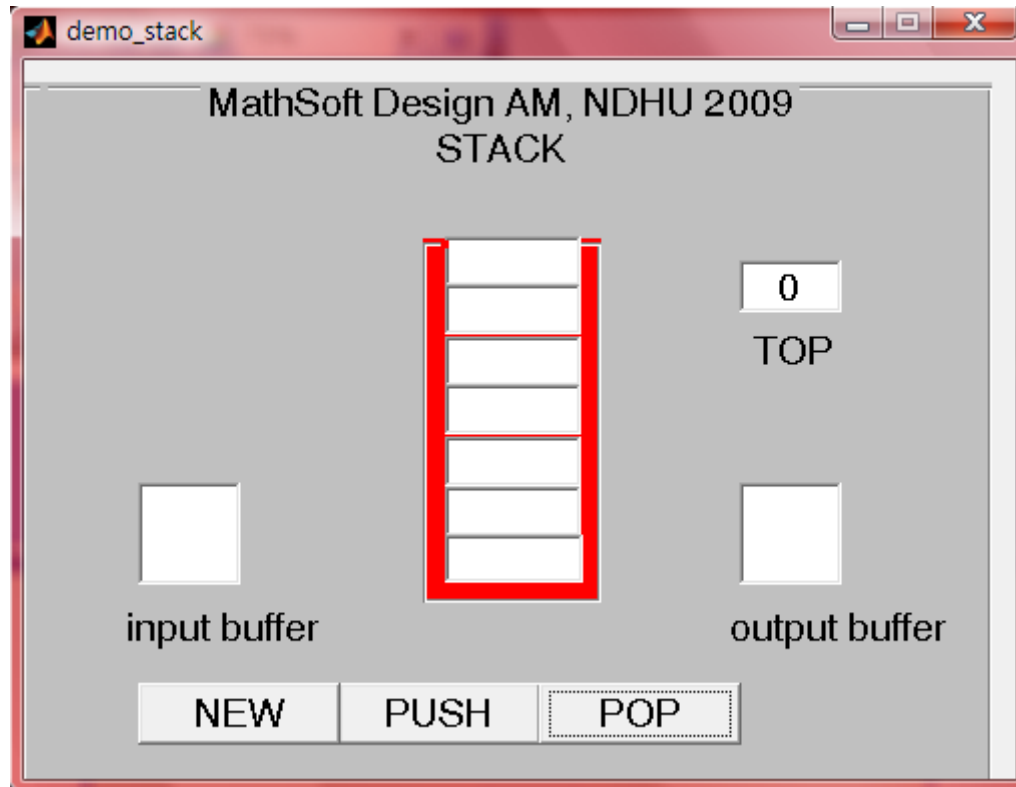 demo_stack
MathSoft Design AM, NDHU 2009
STACK
0
TOP
input buffer
output buffer
NEW
PUSH
POP